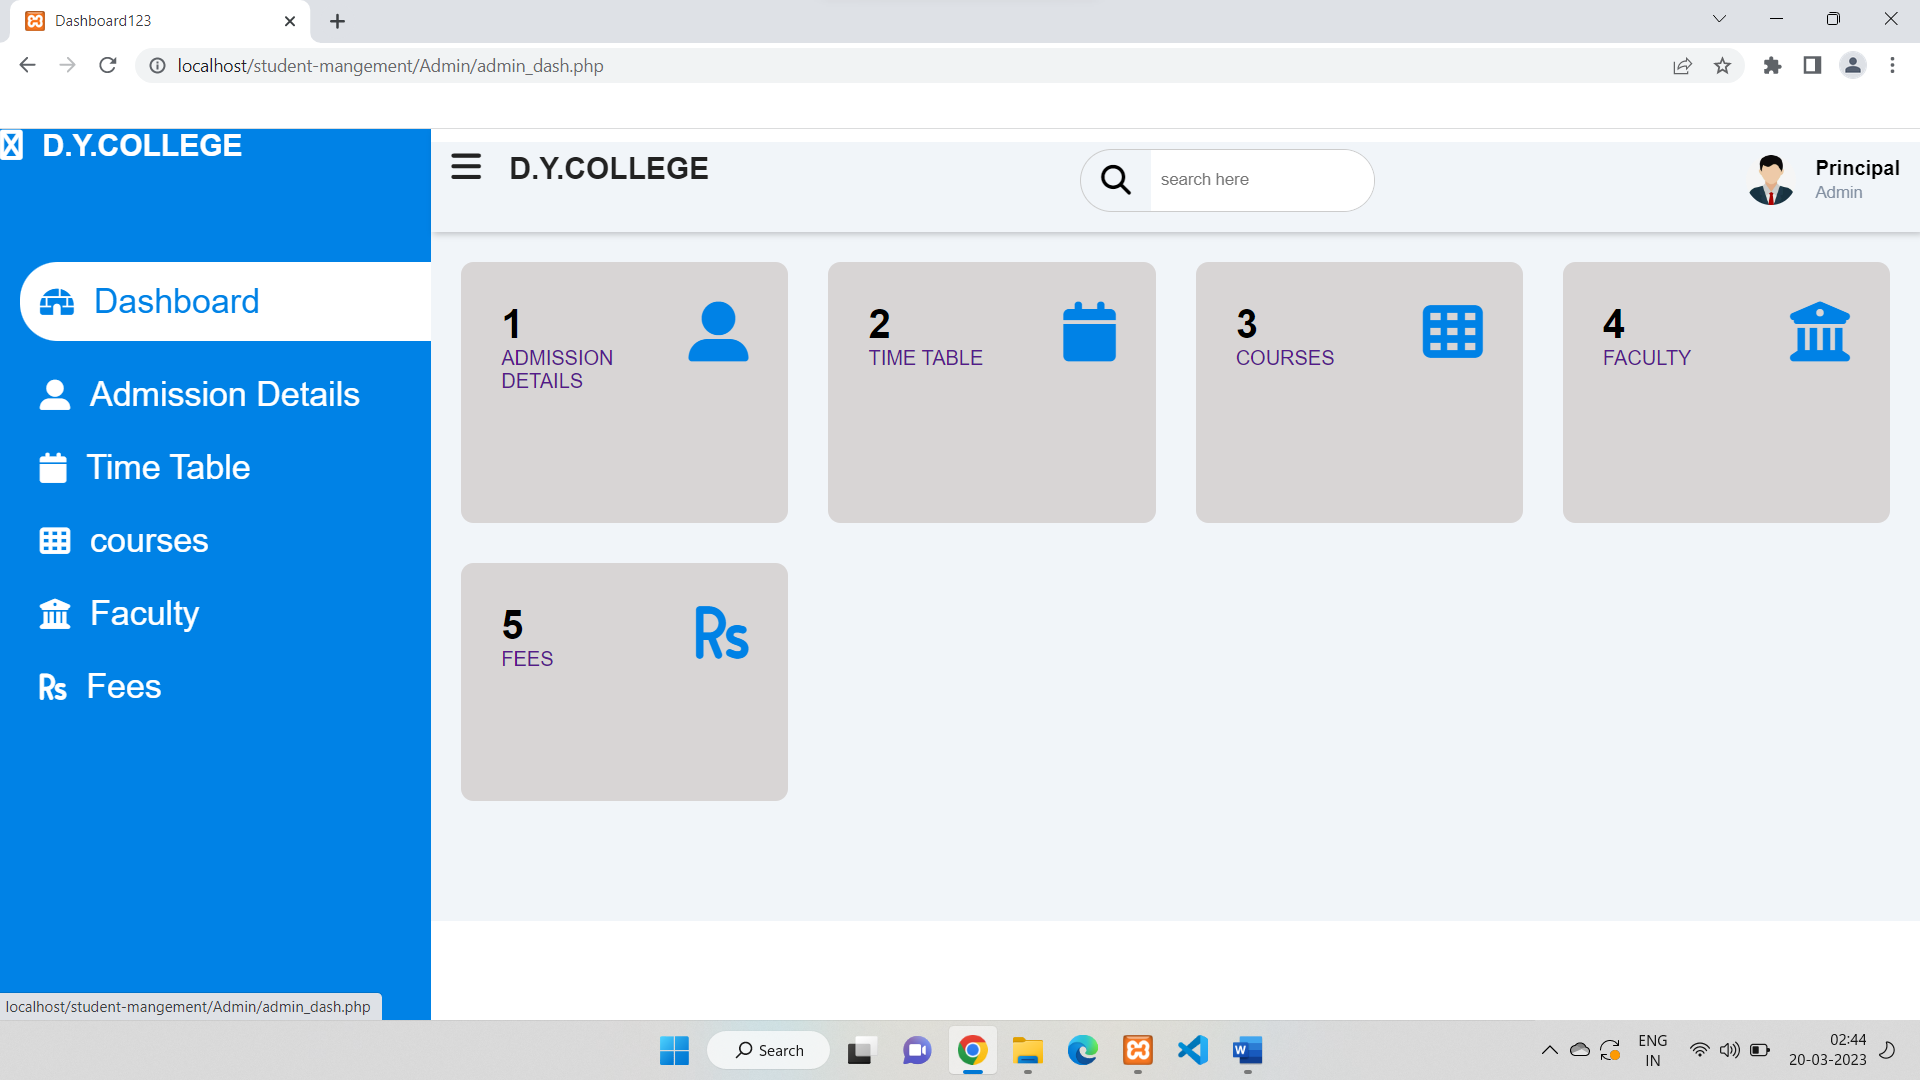 Dashboard123
localhost/student-mangement/Admin/admin_dash.php
D.Y.COLLEGE
D.Y.COLLEGE
search here
Principal
Admin
Dashboard
Admission Details
Time Table
courses
Faculty
Rs Fees
1
ADMISSION
DETAILS
2
TIME TABLE
3
COURSES
4
FACULTY
5
FEES
Rs
localhost/student-mangement/Admin/admin_dash.php
Search
W
ENG
IN
02:44
20-03-2023